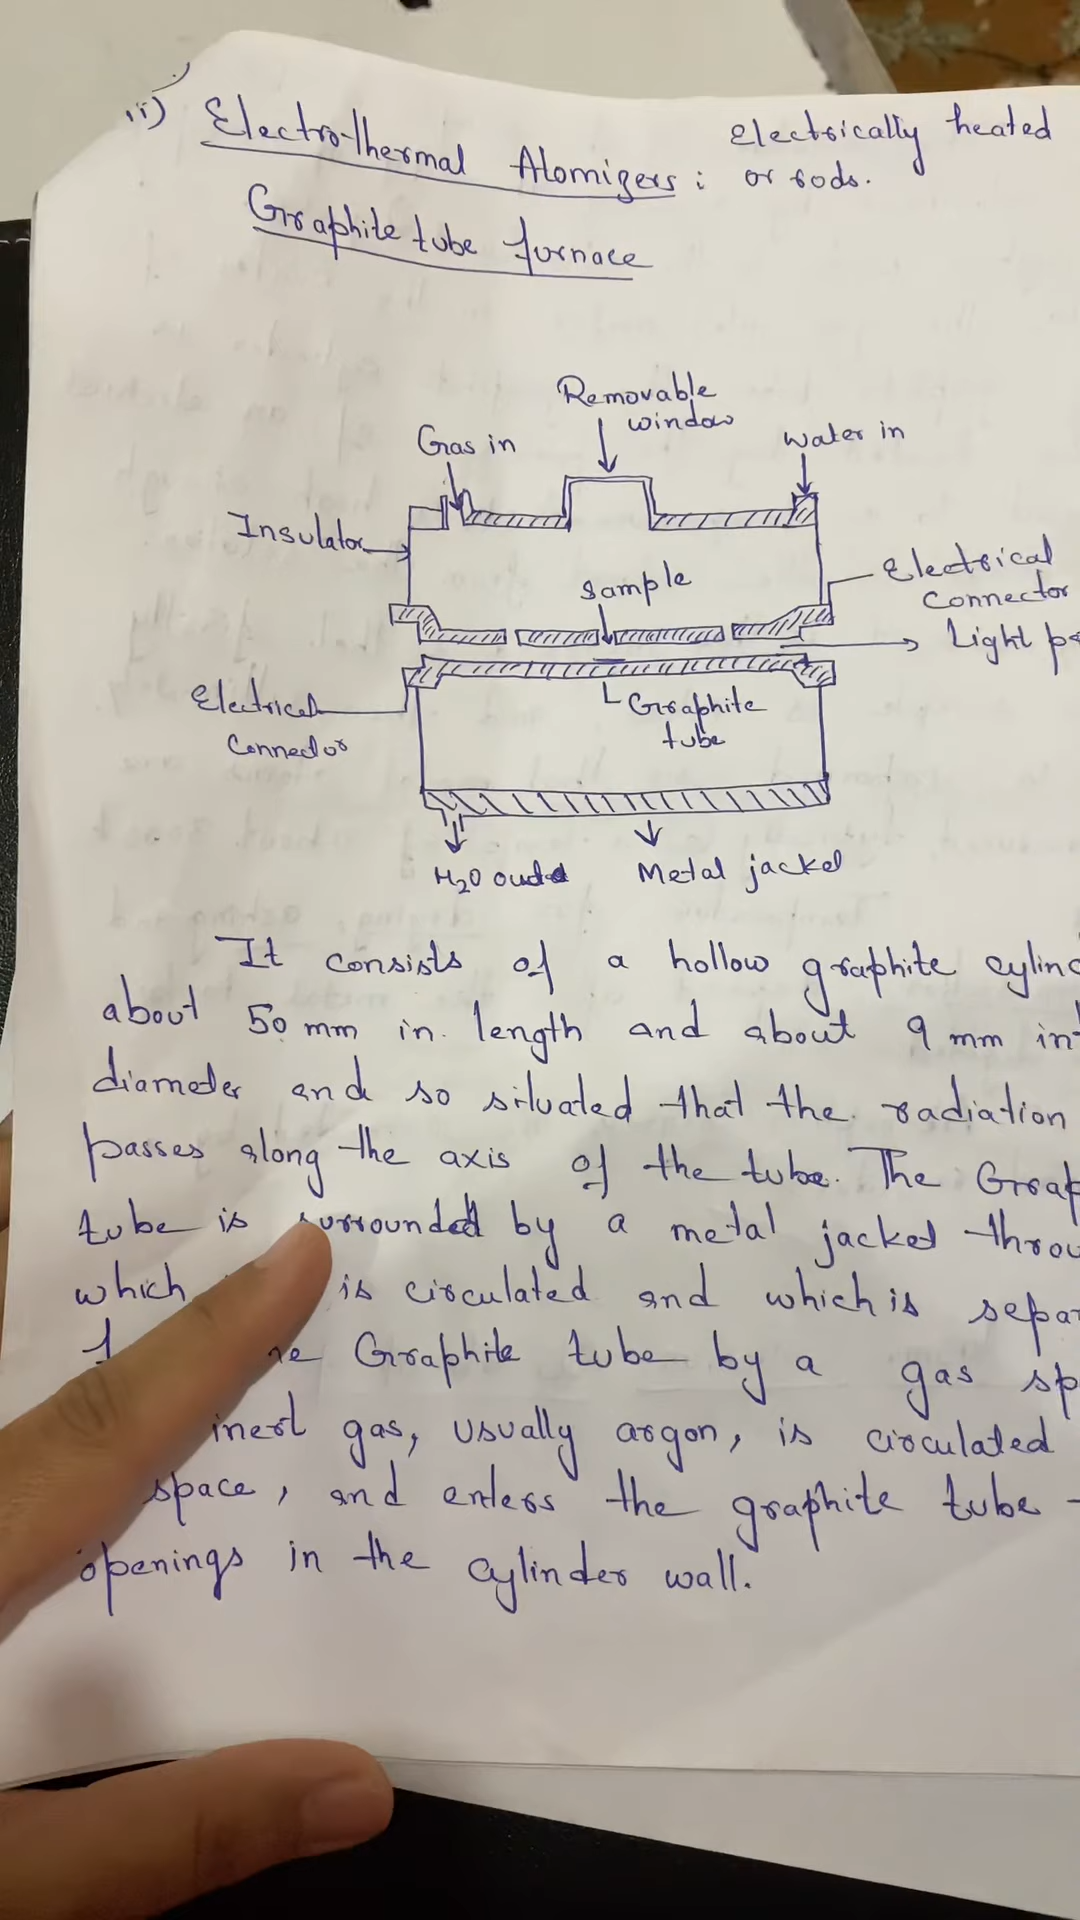 ii) Electrothermal Atomizers: electrically heated
or rods.
Graphite tube furnace
Removable
window
Gas in
water in
Insulator
Sample
Electrical
Connector
Light
Electrical
Connector
Graphite
tube
H2O out
Metal jacket
It consists of a hollow graphite
about 50 mm in length and about 9 mm
diameter and so situated that the radiation
passes along the axis of the tube. The
tube is surrounded by a metal jacket
which is circulated and which is
Graphite tube by a gas
inert gas, usually argon, is circulated
space, and enters the graphite tube
openings in the cylinder wall.